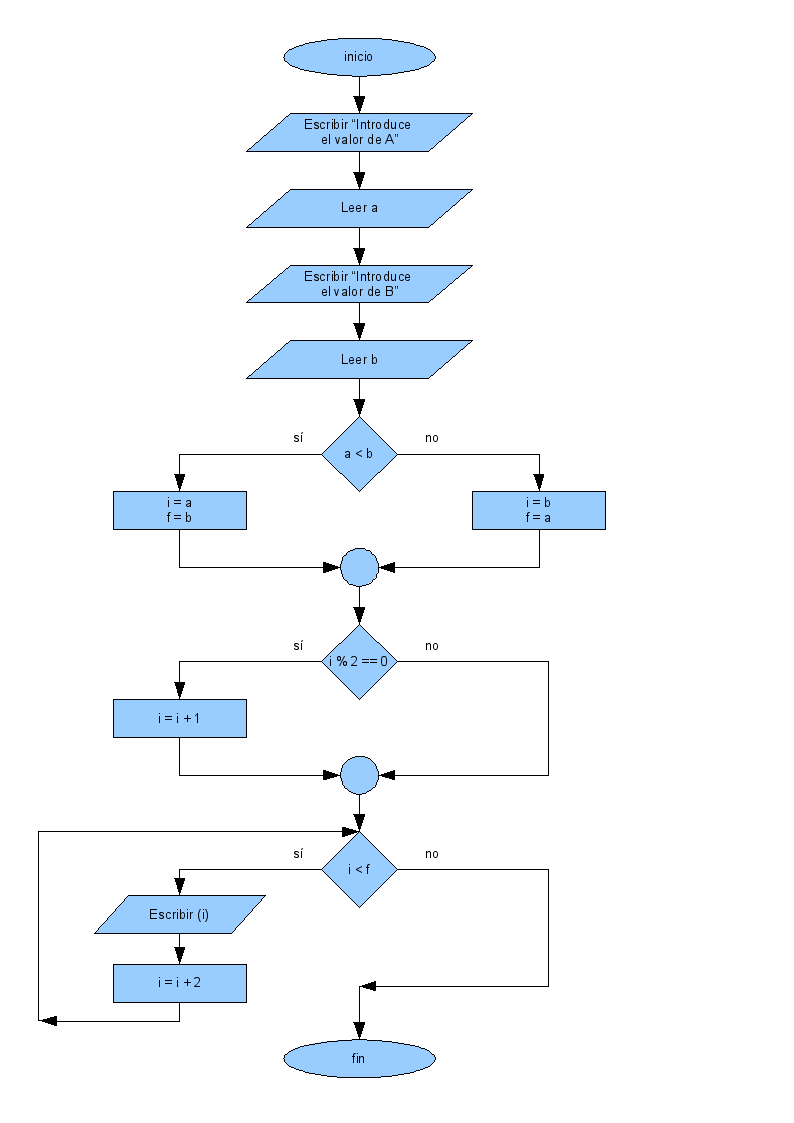 inicio
Escribir “Introduce
el valor de A”
Leer a
Escribir “Introduce
el valor de B”
Leer b
sí
no
a < b
i = a
f = b
i = b
f = a
sí
no
i % 2 == 0
i = i + 1
sí
no
i < f
Escribir (i)
i = i + 2
fin